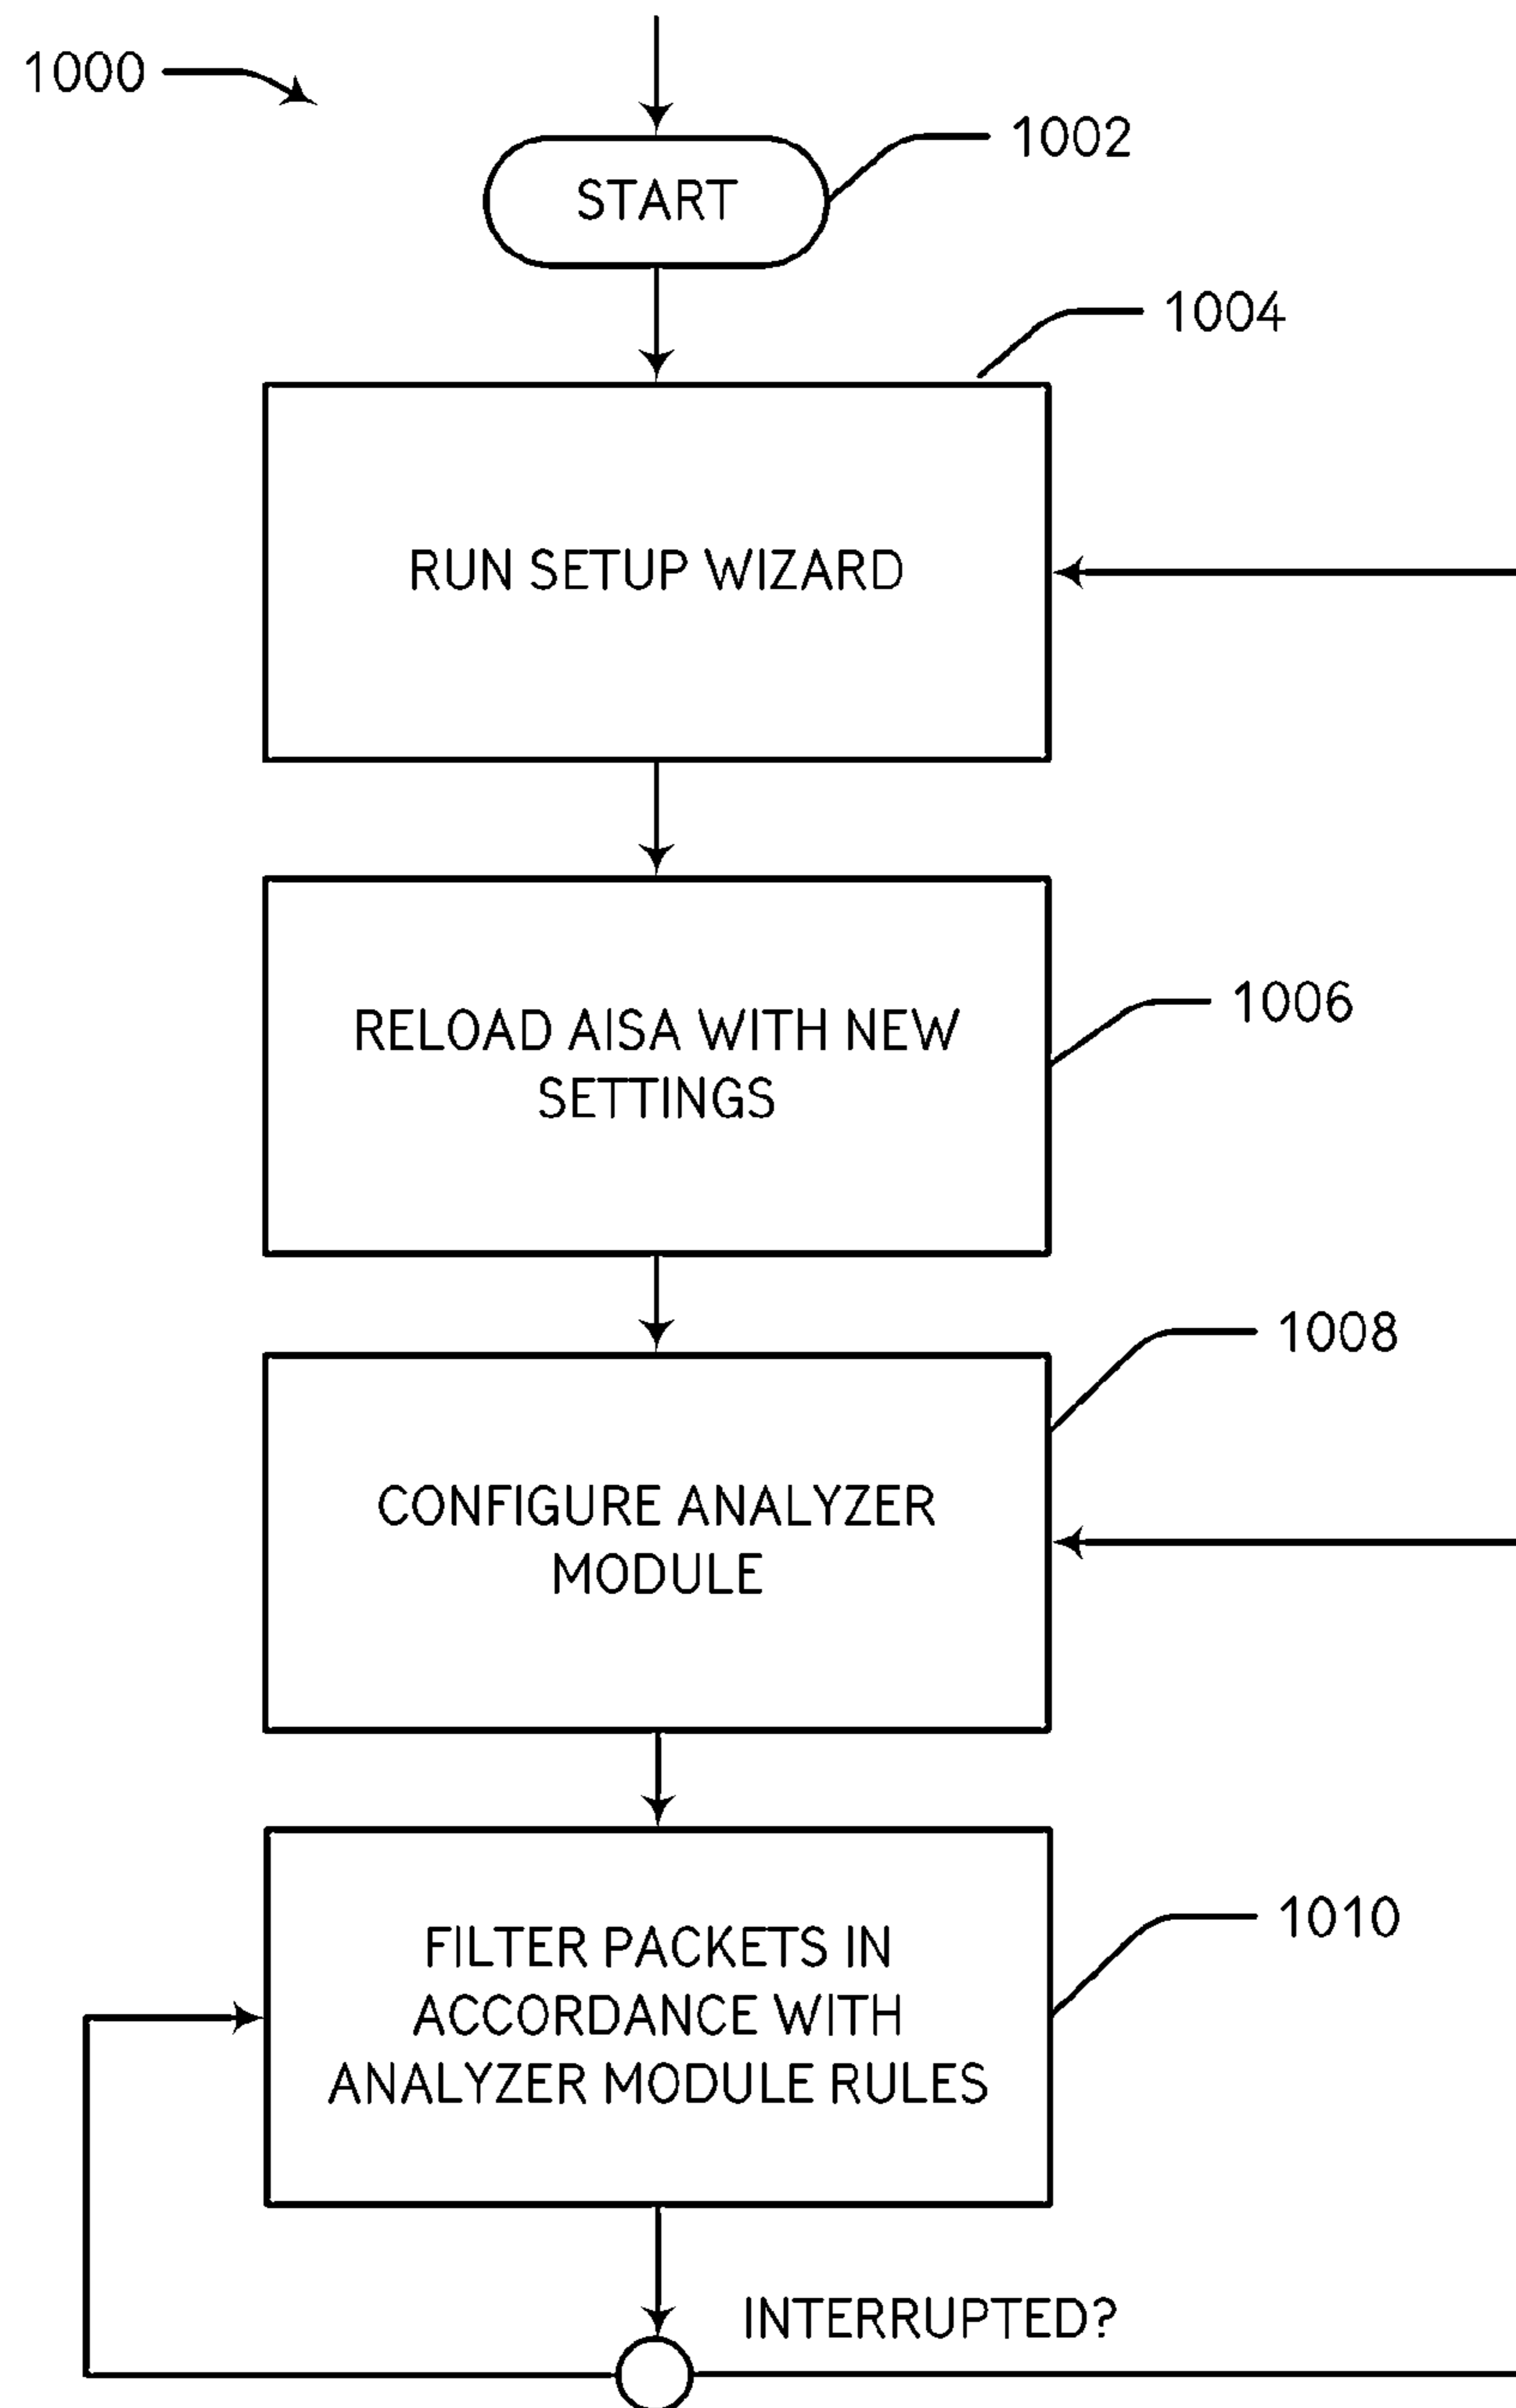 1000
1002
START
1004
RUN SETUP WIZARD
1006
RELOAD AISA WITH NEW
SETTINGS
1008
CONFIGURE ANALYZER
MODULE
1010
FILTER PACKETS IN
ACCORDANCE WITH
ANALYZER MODULE RULES
INTERRUPTED?